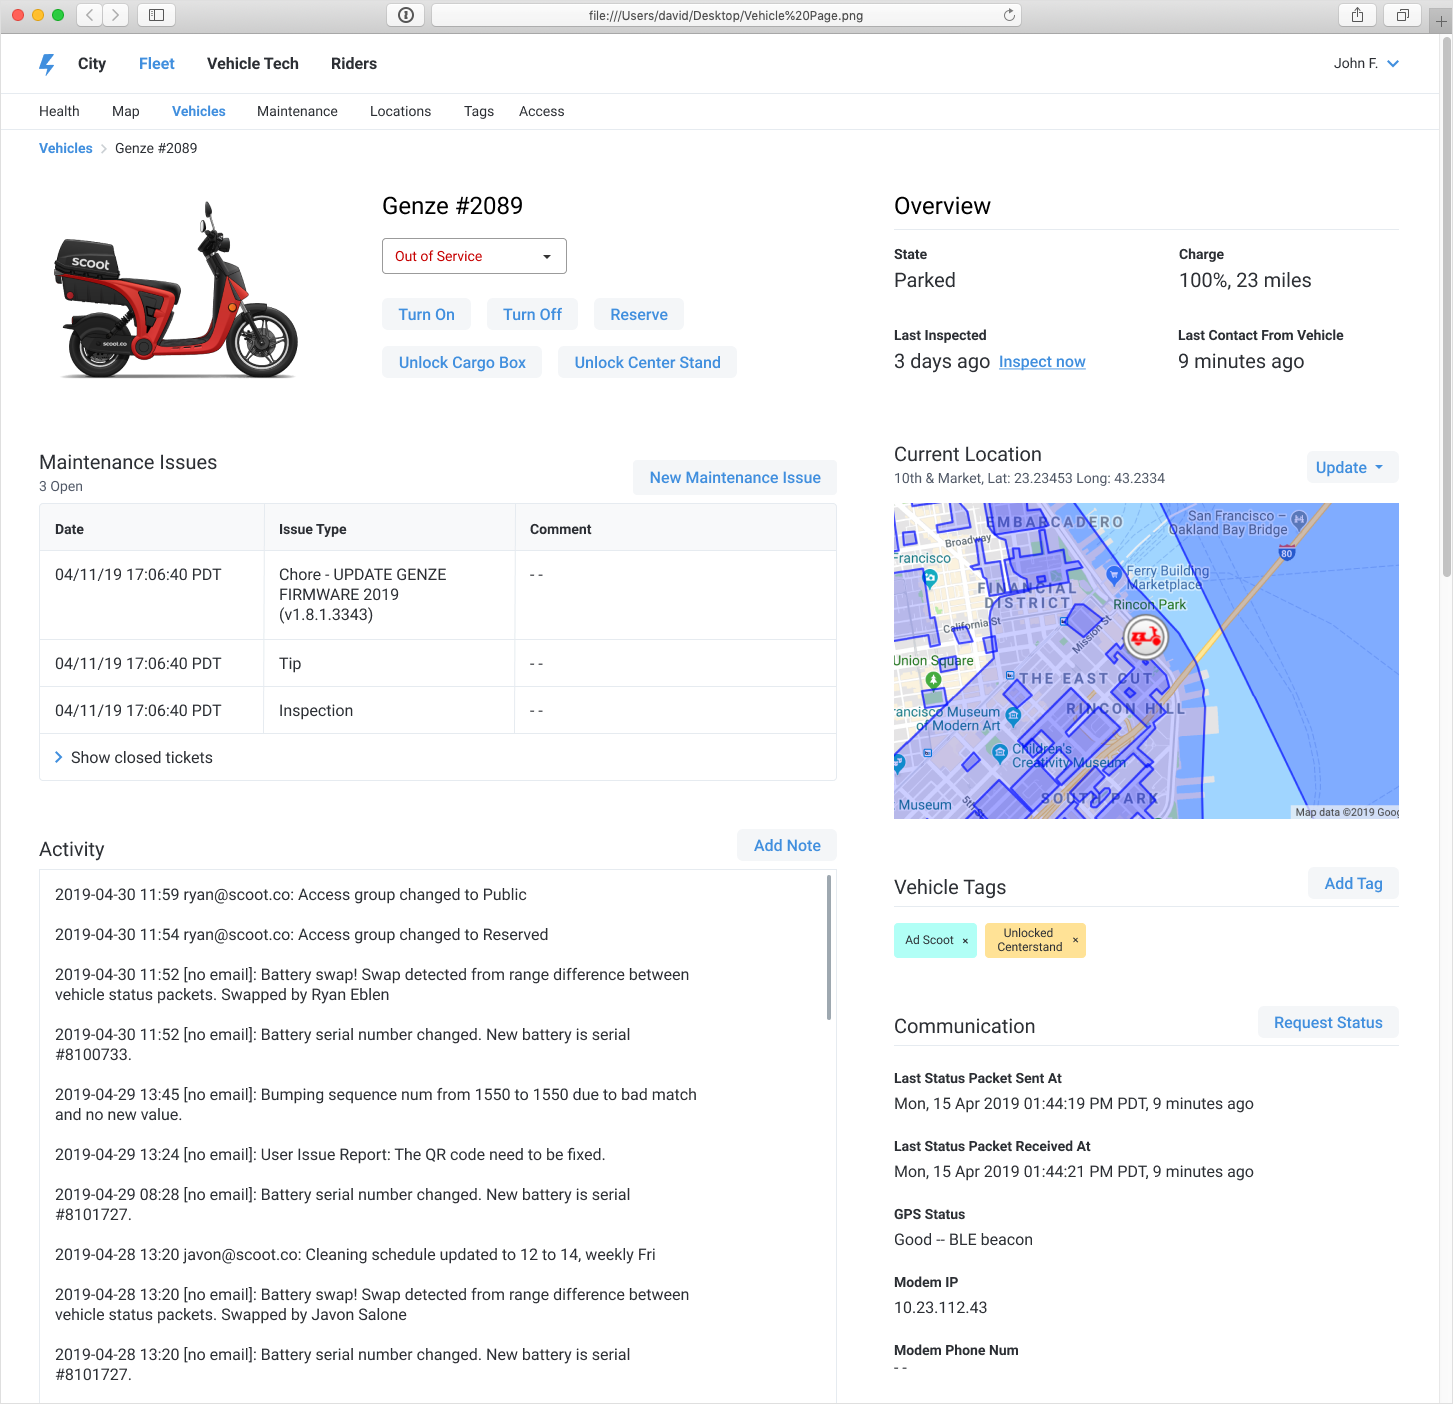 file:///Users/david/Desktop/Vehicle%20Page.png
City Fleet Vehicle Tech Riders
John F.
Health Map Vehicles Maintenance Locations Tags Access
Vehicles Genze #2089
scoot
scoot.co
Genze #2089
Out of Service
Turn On Turn Off Reserve
Unlock Cargo Box Unlock Center Stand
Overview
State Charge
Parked 100%, 23 miles
Last Inspected Last Contact From Vehicle
3 days ago Inspect now 9 minutes ago
Maintenance Issues
3 Open
New Maintenance Issue
Date Issue Type Comment
04/11/19 17:06:40 PDT Chore - UPDATE GENZE - -
FIRMWARE 2019
(v1.8.1.3343)
04/11/19 17:06:40 PDT Tip - -
04/11/19 17:06:40 PDT Inspection - -
Show closed tickets
Current Location
10th & Market, Lat: 23.23453 Long: 43.2334
Update
EMBARCADERO
San Francisco –
Oakland Bay Bridge
80
Broadway
Francisco
Ferry Building
Marketplace
FINANCIAL
DISTRICT
Rincon Park
California St
Mission St
Union Square
THE EAST CUT
RINCON HILL
rancisco Museum
of Modern Art
Children's
Creativity Museum
Museum
5th St
SOUTH PARK
Map data ©2019 Goog
Activity
Add Note
2019-04-30 11:59 ryan@scoot.co: Access group changed to Public
2019-04-30 11:54 ryan@scoot.co: Access group changed to Reserved
2019-04-30 11:52 [no email]: Battery swap! Swap detected from range difference between
vehicle status packets. Swapped by Ryan Eblen
2019-04-30 11:52 [no email]: Battery serial number changed. New battery is serial
#8100733.
2019-04-29 13:45 [no email]: Bumping sequence num from 1550 to 1550 due to bad match
and no new value.
2019-04-29 13:24 [no email]: User Issue Report: The QR code need to be fixed.
2019-04-29 08:28 [no email]: Battery serial number changed. New battery is serial
#8101727.
2019-04-28 13:20 javon@scoot.co: Cleaning schedule updated to 12 to 14, weekly Fri
2019-04-28 13:20 [no email]: Battery swap! Swap detected from range difference between
vehicle status packets. Swapped by Javon Salone
2019-04-28 13:20 [no email]: Battery serial number changed. New battery is serial
#8101727.
Vehicle Tags
Add Tag
Ad Scoot ×
Unlocked
Centerstand ×
Communication
Request Status
Last Status Packet Sent At
Mon, 15 Apr 2019 01:44:19 PM PDT, 9 minutes ago
Last Status Packet Received At
Mon, 15 Apr 2019 01:44:21 PM PDT, 9 minutes ago
GPS Status
Good -- BLE beacon
Modem IP
10.23.112.43
Modem Phone Num
- -